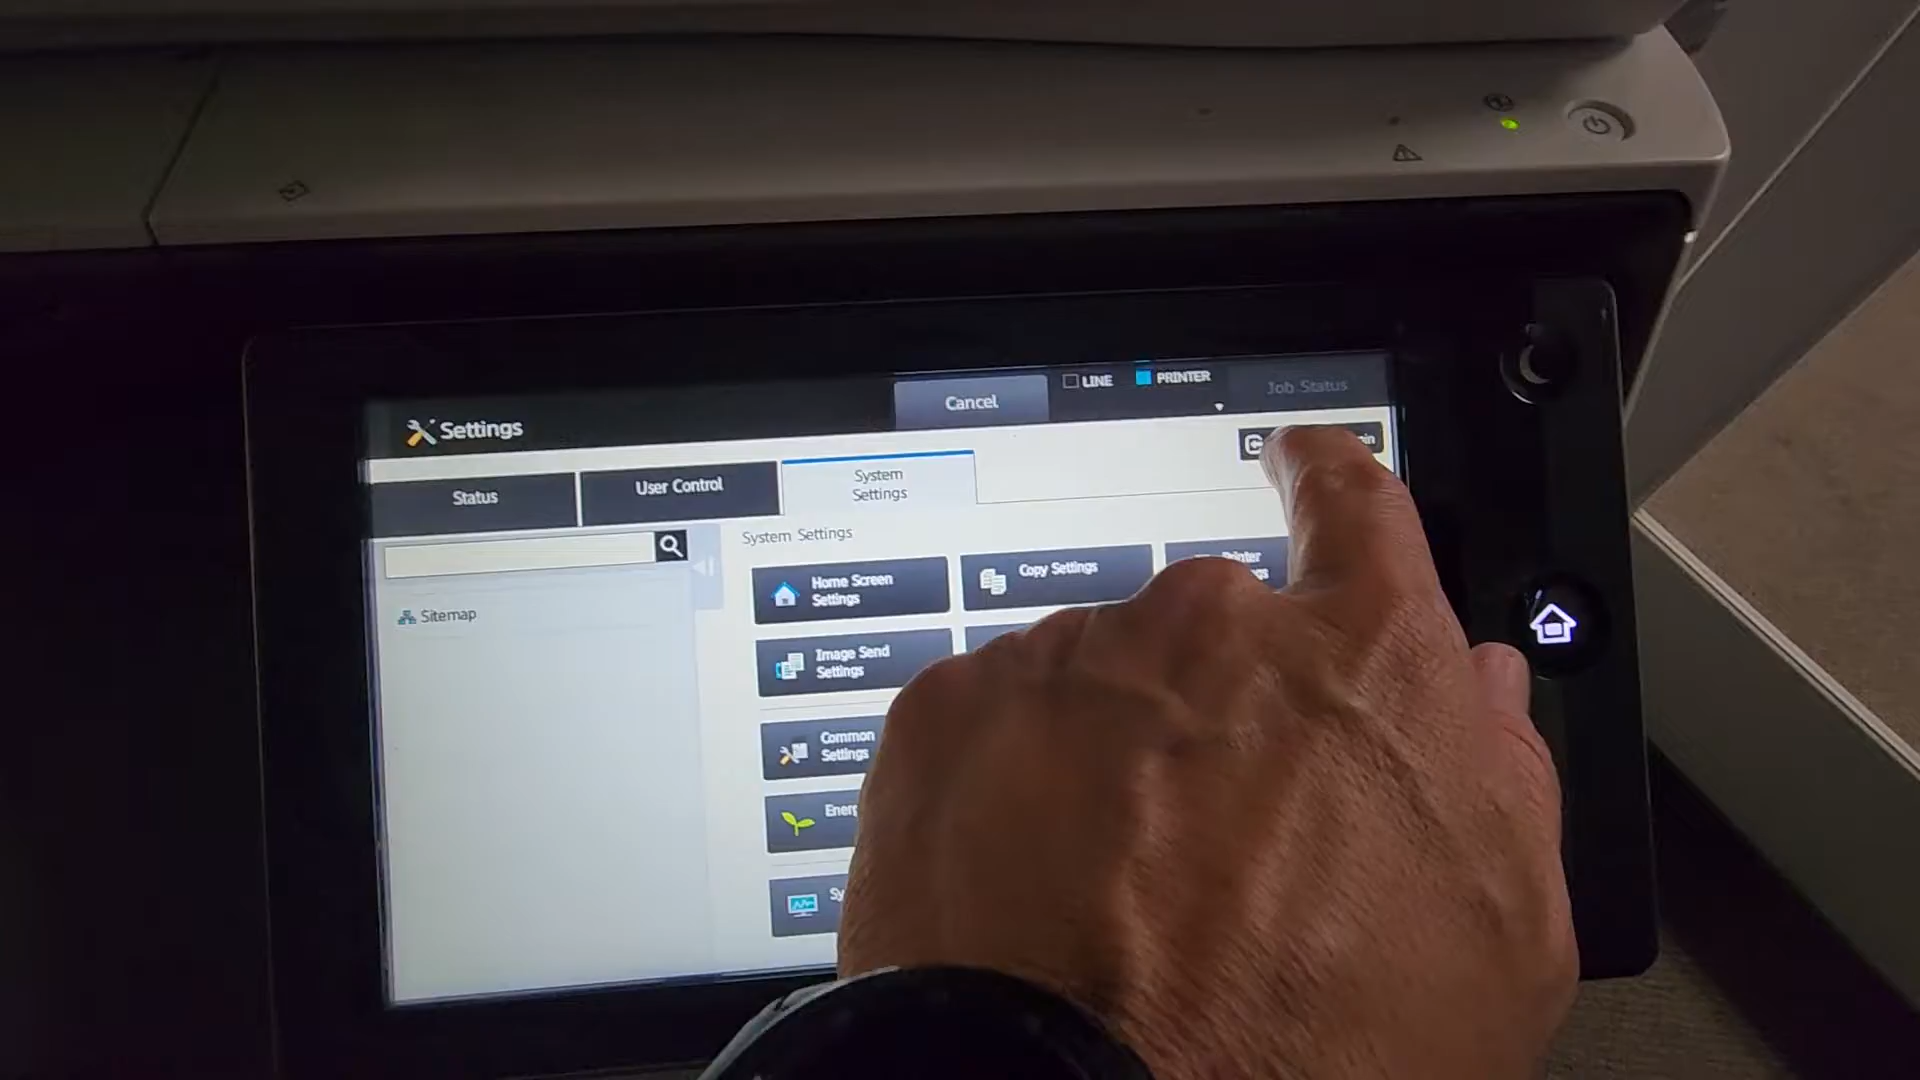 Settings
Cancel
LINE
PRINTER
Job Status
Status
User Control
System
Settings
System Settings
Sitemap
Home Screen
Settings
Copy Settings
Printer
Image Send
Settings
Common
Settings